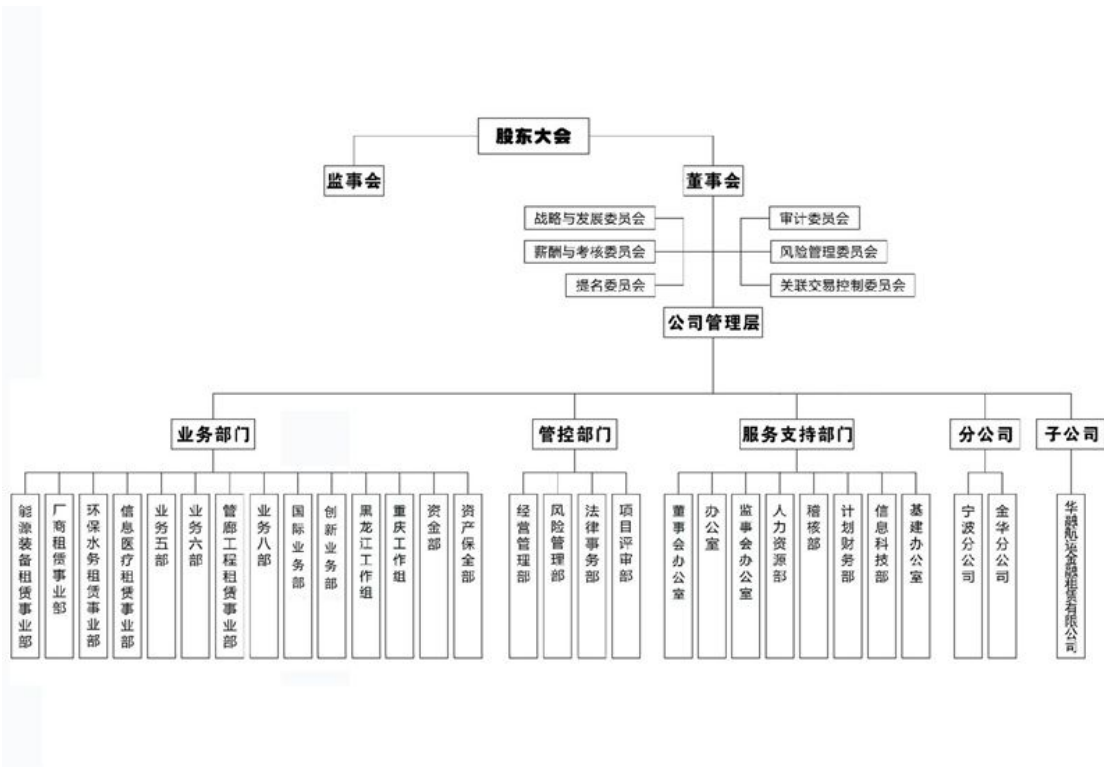 股东大会
监事会
董事会
战略与发展委员会
审计委员会
薪酬与考核委员会
风险管理委员会
提名委员会
关联交易控制委员会
公司管理层
业务部门
管控部门
服务支持部门
分公司
子公司
能源装备租赁事业部
厂商租赁事业部
环保水务租赁事业部
信息医疗租赁事业部
业务五部
业务六部
管廊工程租赁事业部
业务八部
国际业务部
创新业务部
黑龙江工作组
重庆工作组
资金部
资产保全部
经营管理部
风险管理部
法律事务部
项目评审部
董事会办公室
办公室
监事会办公室
人力资源部
稽核部
计划财务部
信息科技部
基建办公室
宁波分公司
金华分公司
华融航运金融租赁有限公司